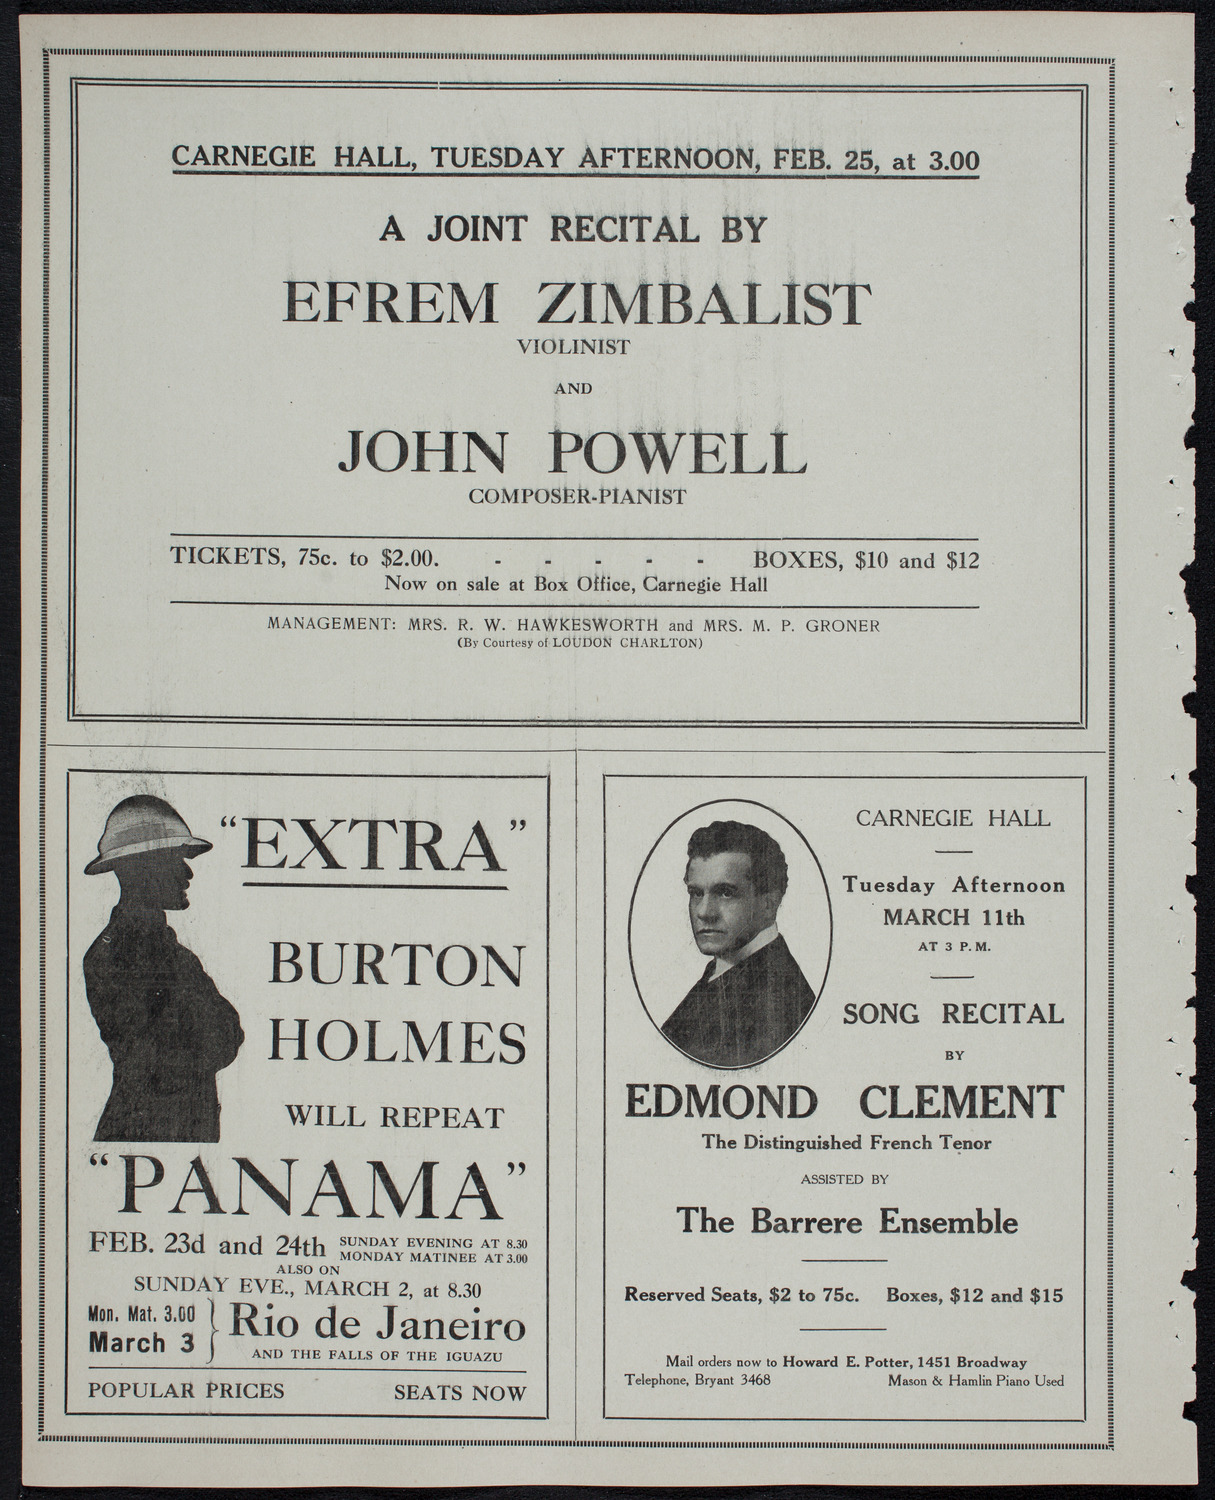 CARNEGIE HALL, TUESDAY AFTERNOON, FEB. 25, at 3.00
A JOINT RECITAL BY
EFREM ZIMBALIST
VIOLINIST
AND
JOHN POWELL
COMPOSER-PIANIST
TICKETS, 75c. to $2.00. - - - - - BOXES, $10 and $12
Now on sale at Box Office, Carnegie Hall
MANAGEMENT: MRS. R. W. HAWKESWORTH and MRS. M. P. GRONER
(By Courtesy of LOUDON CHARLTON)
"EXTRA"
BURTON
HOLMES
WILL REPEAT
"PANAMA"
FEB. 23d and 24th SUNDAY EVENING AT 8.30
MONDAY MATINEE AT 3.00
ALSO ON
SUNDAY EVE., MARCH 2, at 8.30
Mon. Mat. 3.00
March 3 } Rio de Janeiro
AND THE FALLS OF THE IGUAZU
POPULAR PRICES SEATS NOW
CARNEGIE HALL
Tuesday Afternoon
MARCH 11th
AT 3 P.M.
SONG RECITAL
BY
EDMOND CLEMENT
The Distinguished French Tenor
ASSISTED BY
The Barrere Ensemble
Reserved Seats, $2 to 75c. Boxes, $12 and $15
Mail orders now to Howard E. Potter, 1451 Broadway
Telephone, Bryant 3468 Mason & Hamlin Piano Used